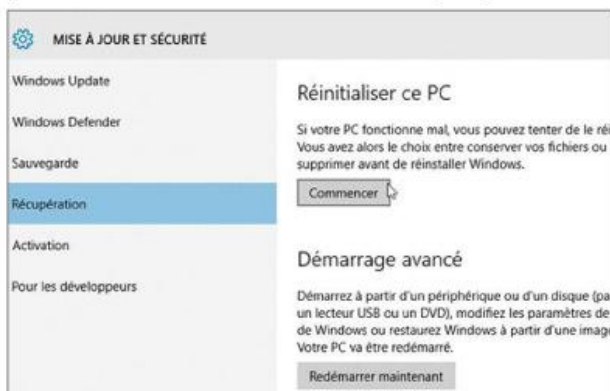 MISE À JOUR ET SÉCURITÉ
Windows Update
Windows Defender
Sauvegarde
Récupération
Activation
Pour les développeurs
Réinitialiser ce PC
Si votre PC fonctionne mal, vous pouvez tenter de le
Vous avez alors le choix entre conserver vos fichiers ou
supprimer avant de réinstaller Windows.
Commencer
Démarrage avancé
Démarrez à partir d'un périphérique ou d'un disque
un lecteur USB ou un DVD), modifiez les paramètres de
de Windows ou restaurez Windows à partir d'une image
Votre PC va être redémarré.
Redémarrer maintenant